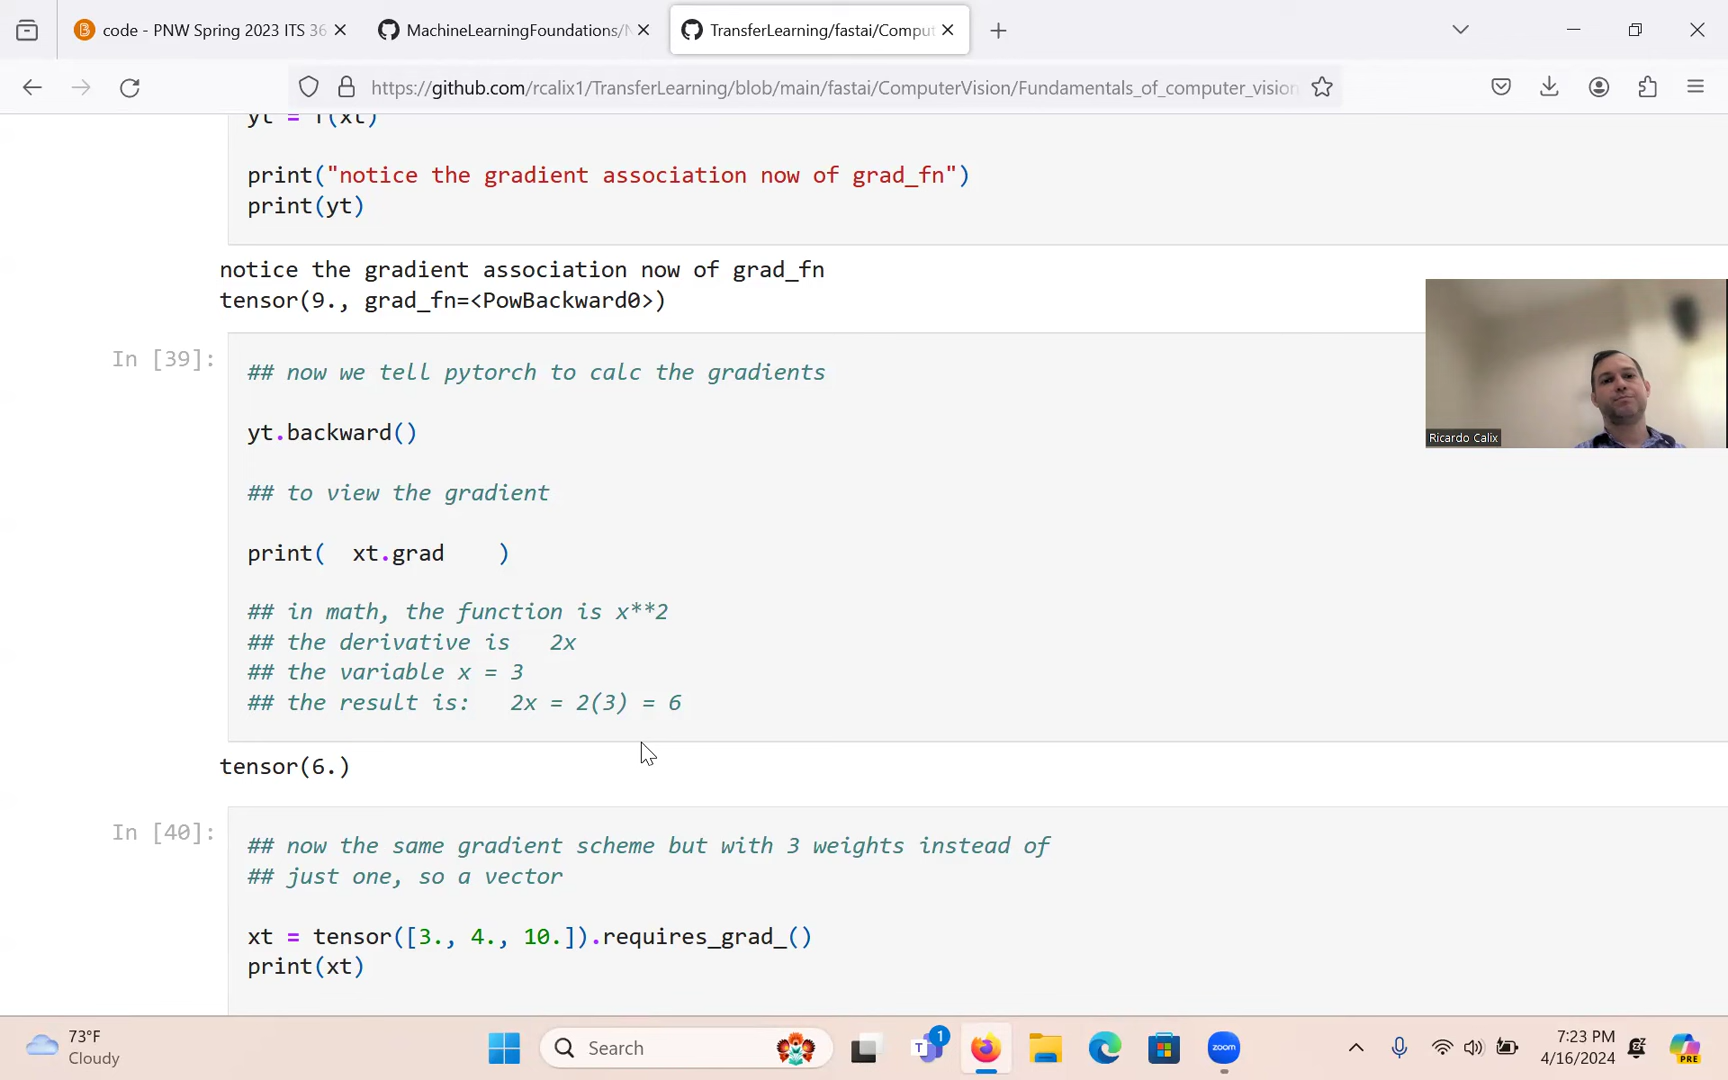 code - PNW Spring 2023 ITS 36
MachineLearningFoundations/N
TransferLearning/fastai/Comput
https://github.com/rcalix1/TransferLearning/blob/main/fastai/ComputerVision/Fundamentals_of_computer_vision
yt = f(xt)
print("notice the gradient association now of grad_fn")
print(yt)
notice the gradient association now of grad_fn
tensor(9., grad_fn=<PowBackward0>)
In [39]:
## now we tell pytorch to calc the gradients
yt.backward()
## to view the gradient
print(  xt.grad    )
## in math, the function is x**2
## the derivative is   2x
## the variable x = 3
## the result is:   2x = 2(3) = 6
Ricardo Calix
tensor(6.)
In [40]:
## now the same gradient scheme but with 3 weights instead of
## just one, so a vector
xt = tensor([3., 4., 10.]).requires_grad_()
print(xt)
73°F
Cloudy
Search
T
1
zoom
7:23 PM
4/16/2024
PRE